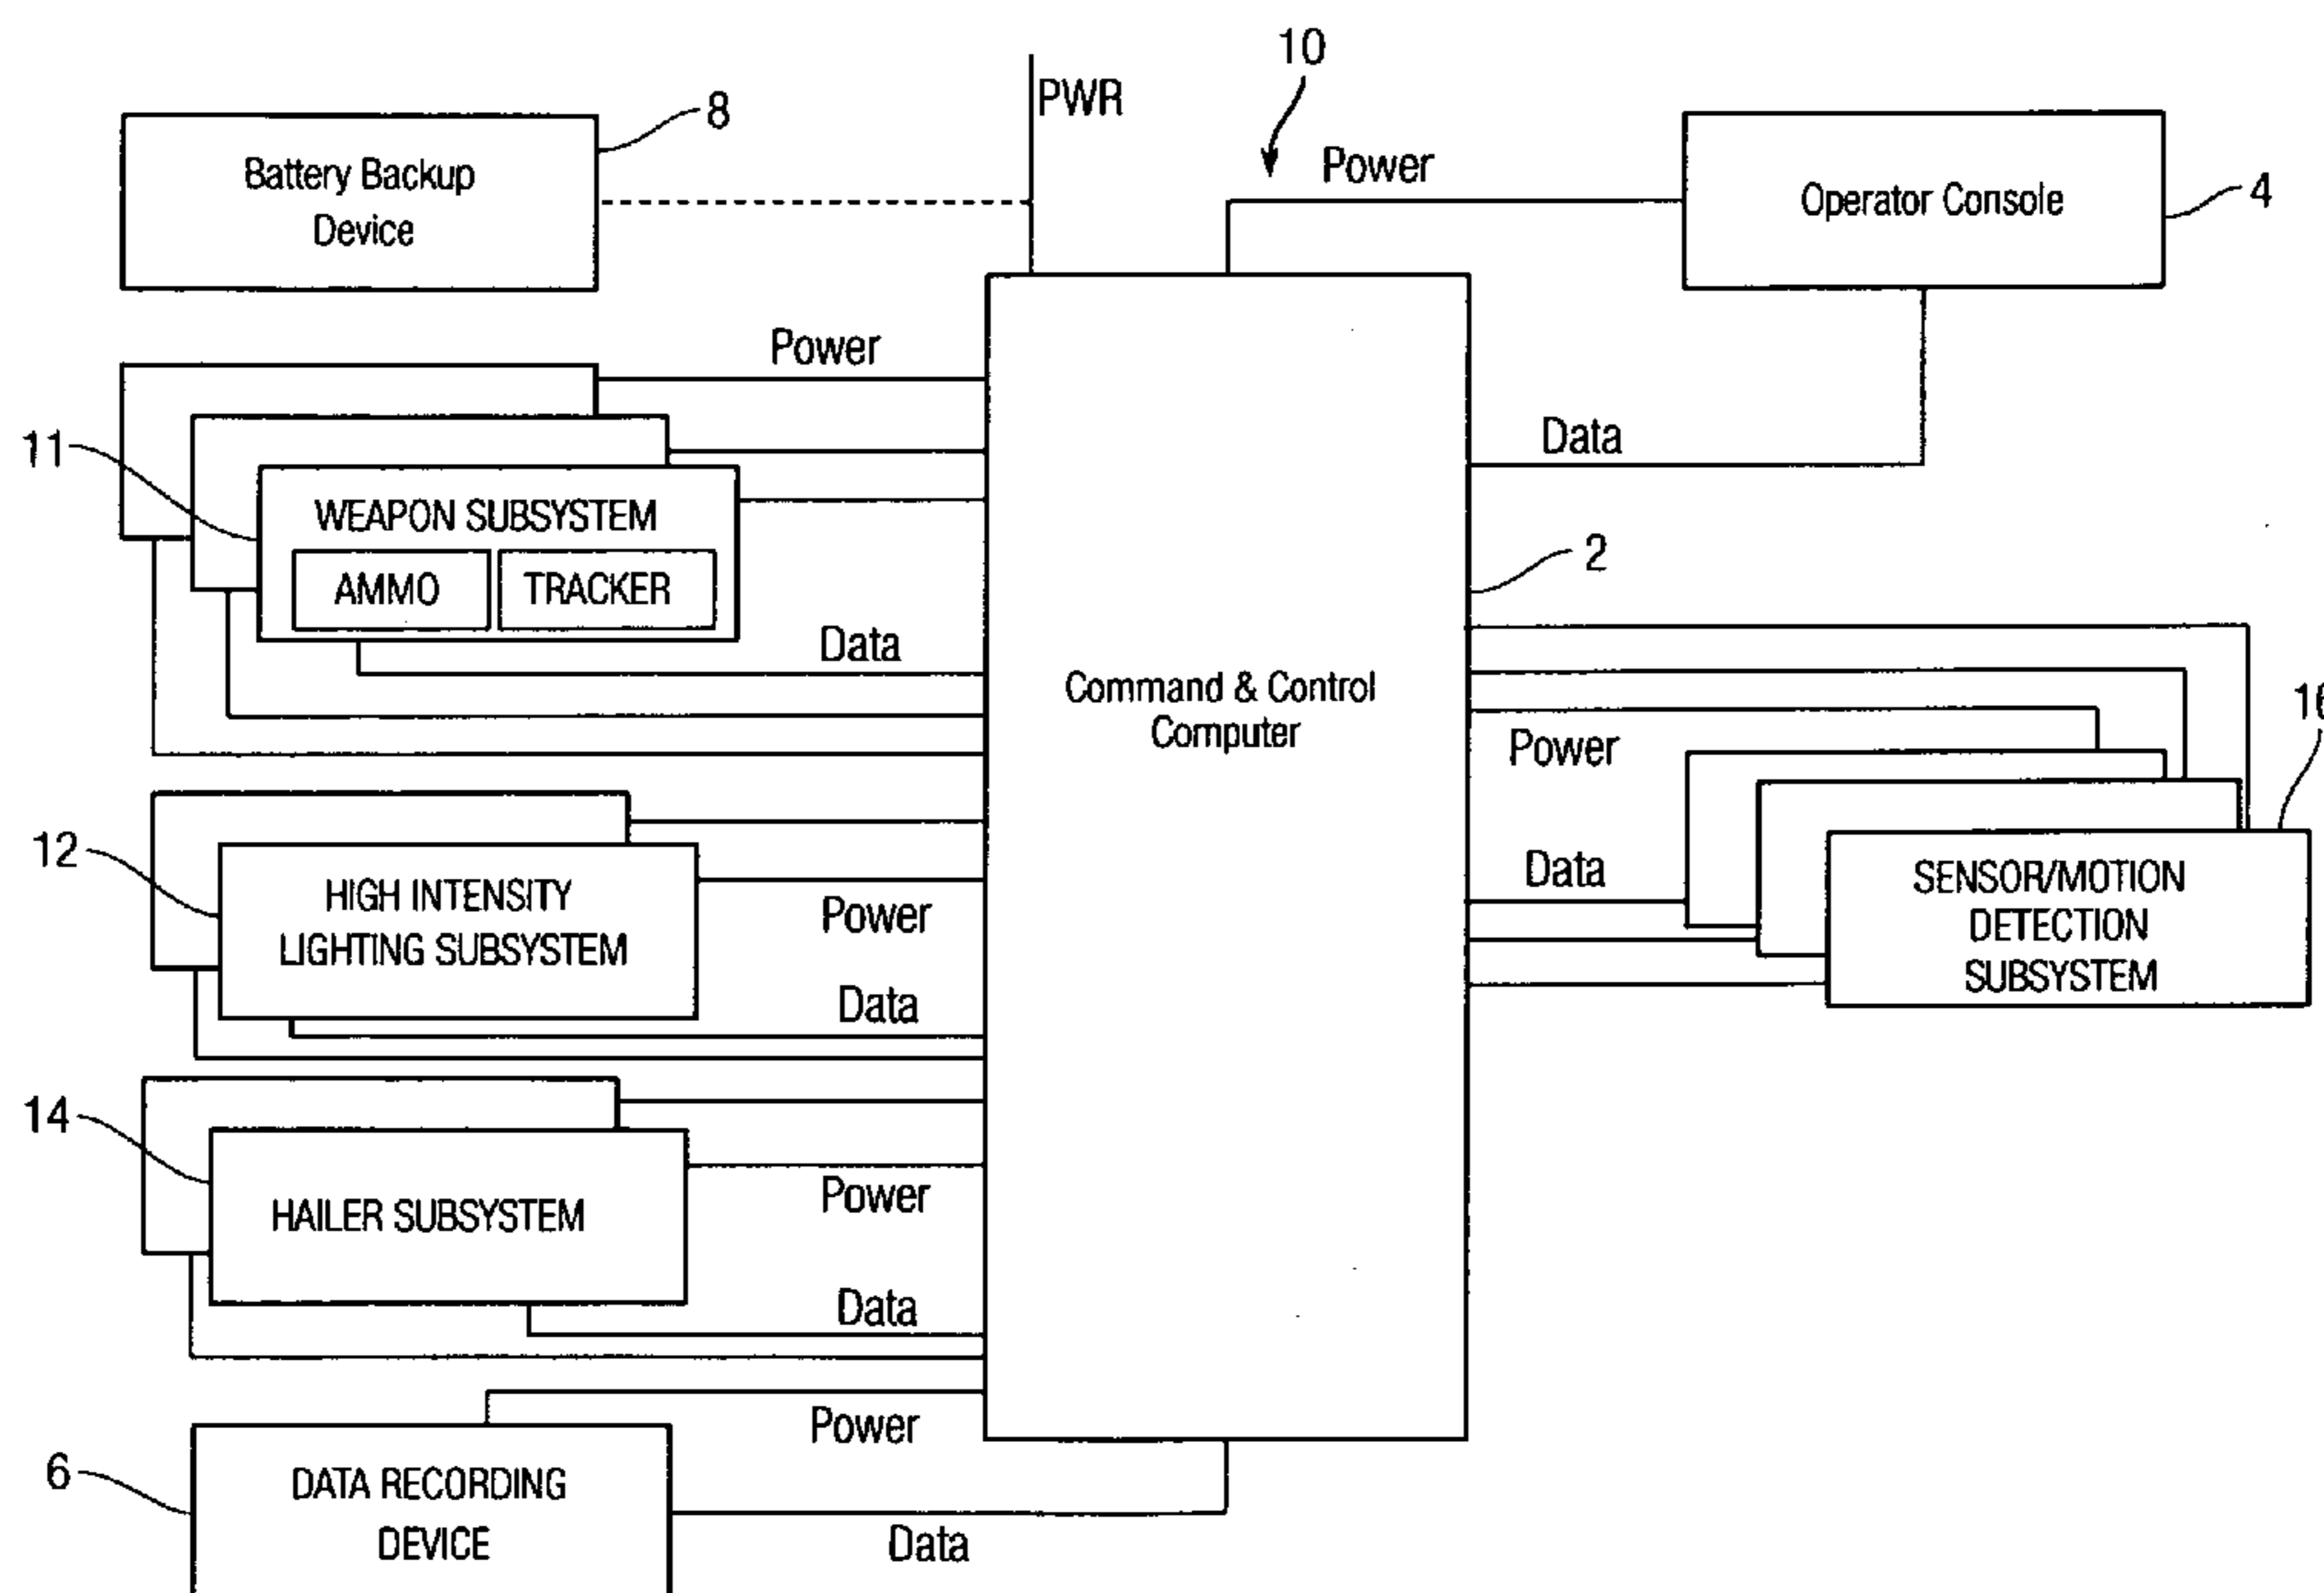 10
PWR
8
Battery Backup
Device
Power
Operator Console
4
Power
11
WEAPON SUBSYSTEM
AMMO
TRACKER
Data
Data
2
Command & Control
Computer
Power
Data
SENSOR/MOTION
DETECTION
SUBSYSTEM
12
HIGH INTENSITY
LIGHTING SUBSYSTEM
Power
Data
14
HAILER SUBSYSTEM
Power
Data
Power
6
DATA RECORDING
DEVICE
Data